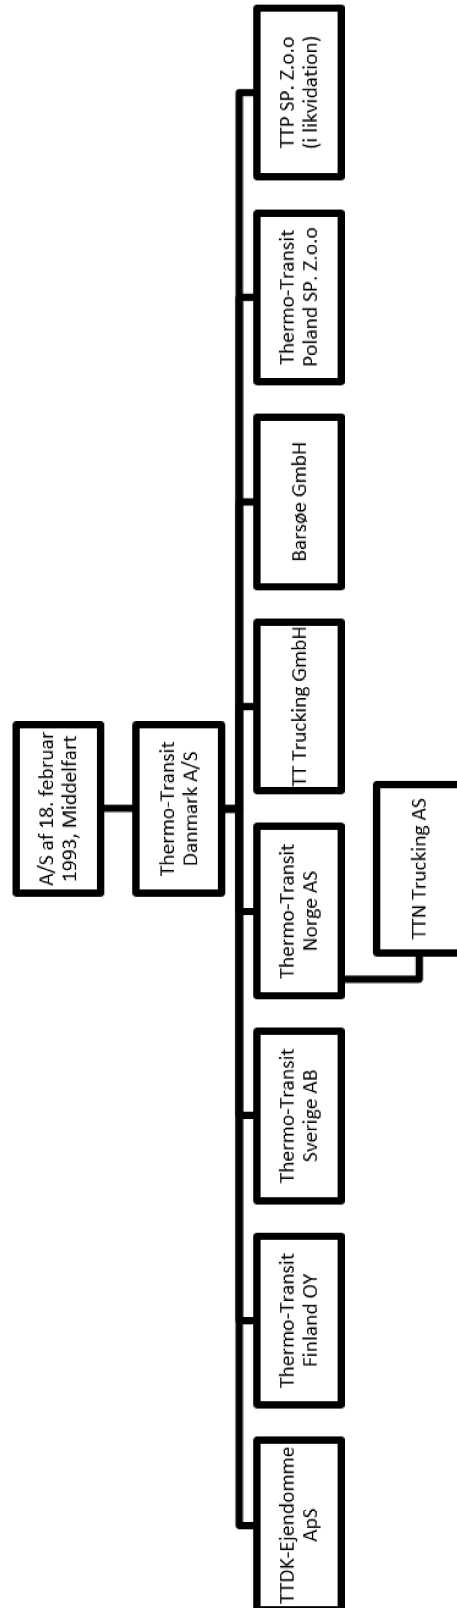 A/S af 18. februar
1993, Middelfart
Thermo-Transit
Danmark A/S
TTDK-Ejendomme
ApS
Thermo-Transit
Finland OY
Thermo-Transit
Sverige AB
Thermo-Transit
Norge AS
TT Trucking GmbH
Barsøe GmbH
Thermo-Transit
Poland SP. Z.o.o
TTP SP. Z.o.o
(i likvidation)
TTN Trucking AS